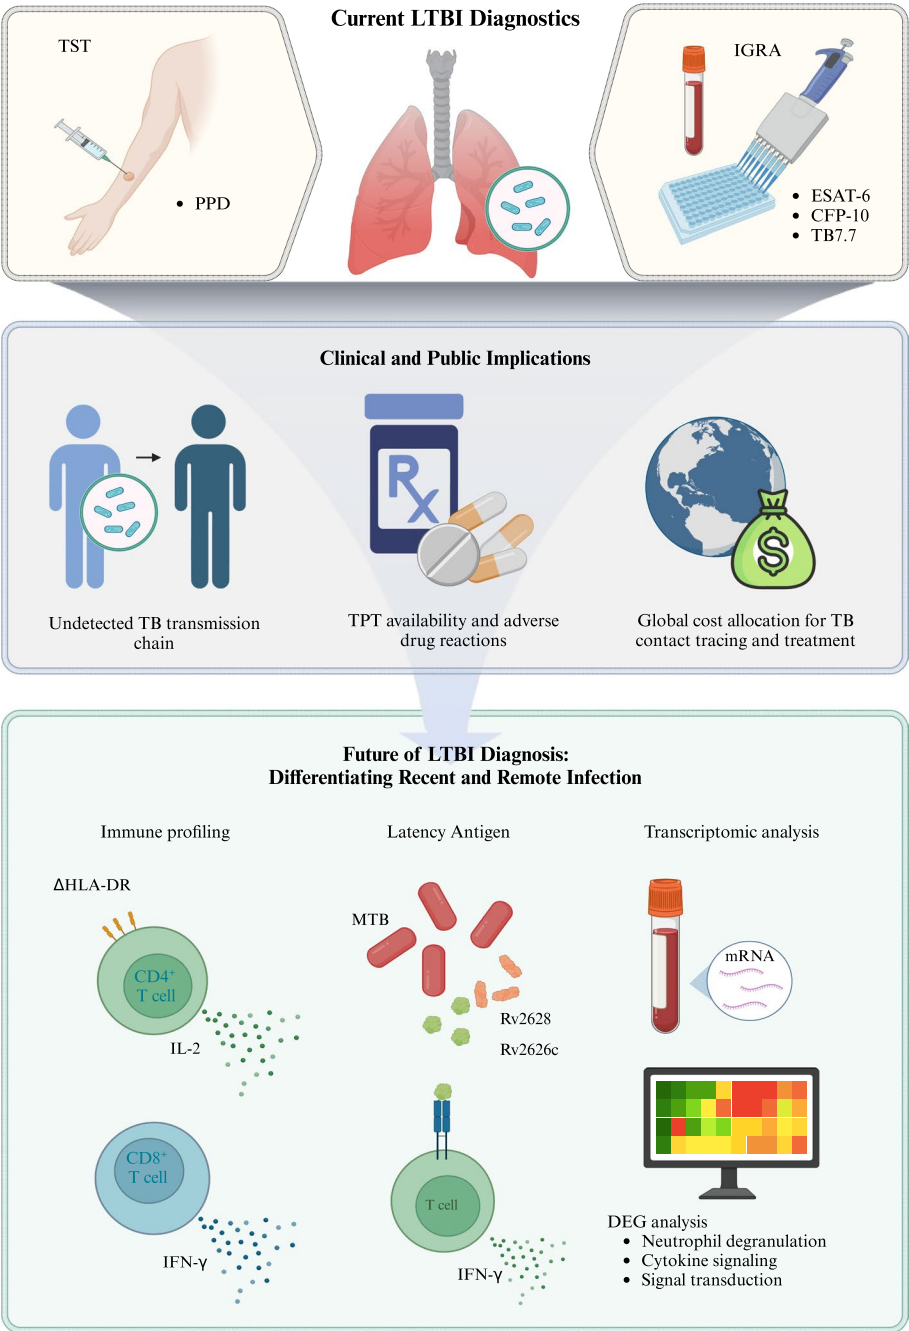 Current LTBI Diagnostics
TST
• PPD
IGRA
• ESAT-6
• CFP-10
• TB7.7
Clinical and Public Implications
Rx
$
Undetected TB transmission
chain
TPT availability and adverse
drug reactions
Global cost allocation for TB
contact tracing and treatment
Future of LTBI Diagnosis:
Differentiating Recent and Remote Infection
Immune profiling
ΔHLA-DR
CD4⁺
T cell
IL-2
CD8⁺
T cell
IFN-γ
Latency Antigen
MTB
Rv2628
Rv2626c
T cell
IFN-γ
Transcriptomic analysis
mRNA
DEG analysis
• Neutrophil degranulation
• Cytokine signaling
• Signal transduction